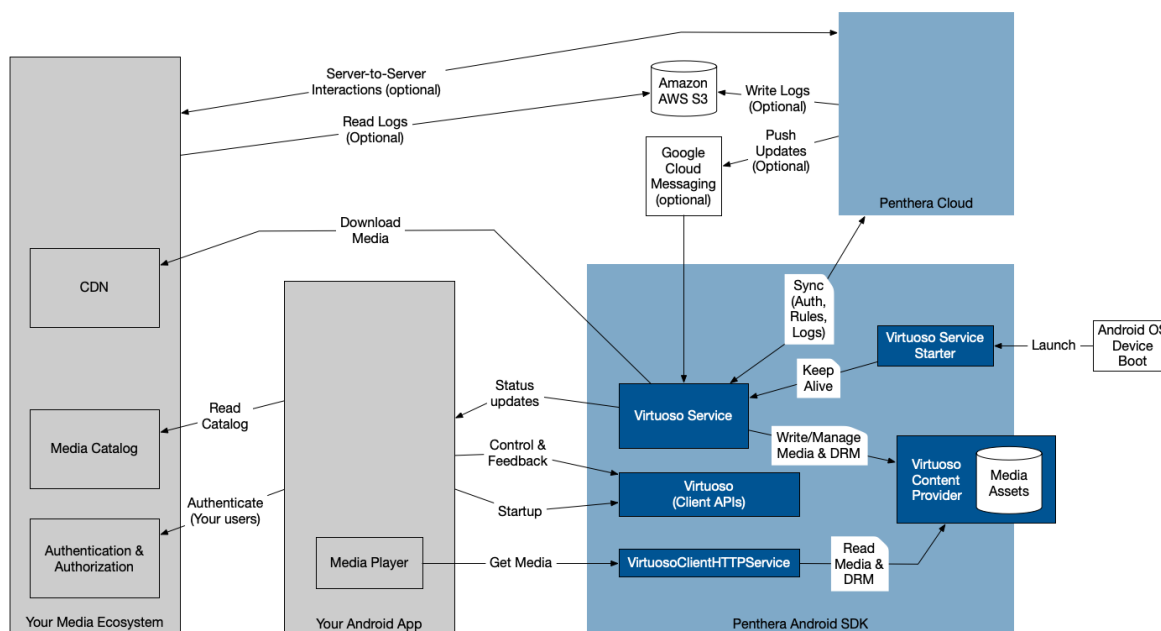 Server-to-Server
Interactions (optional)
Read Logs
(Optional)
Amazon
AWS S3
Write Logs
(Optional)
Push
Updates
(Optional)
Google
Cloud
Messaging
(optional)
Penthera Cloud
Download
Media
CDN
Sync
(Auth,
Rules,
Logs)
Virtuoso Service
Starter
Launch
Android OS
Device
Boot
Keep
Alive
Status
updates
Virtuoso Service
Read
Catalog
Media Catalog
Control &
Feedback
Write/Manage
Media & DRM
Virtuoso
Content
Provider
Media
Assets
Virtuoso
(Client APIs)
Authenticate
(Your users)
Startup
Authentication &
Authorization
Media Player
Get Media
VirtuosoClientHTTPService
Read
Media &
DRM
Your Media Ecosystem
Your Android App
Penthera Android SDK